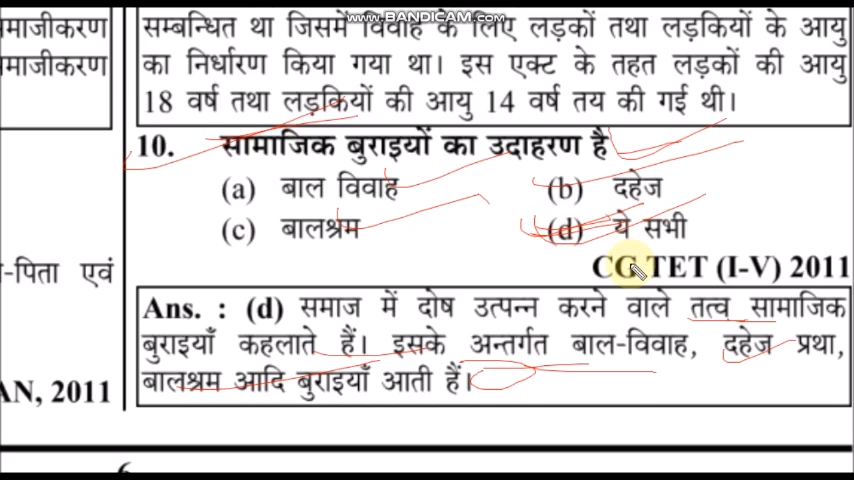 www.BANDICAM.com
माजीकरण
माजीकरण
-पिता एवं
AN, 2011
सम्बन्धित था जिसमें विवाह के लिए लड़कों तथा लड़कियों के आयु
का निर्धारण किया गया था। इस एक्ट के तहत लड़कों की आयु
18 वर्ष तथा लड़कियों की आयु 14 वर्ष तय की गई थी।
10. सामाजिक बुराइयों का उदाहरण है
(a) बाल विवाह (b) दहेज
(c) बालश्रम (d) ये सभी
CG TET (I-V) 2011
Ans. : (d) समाज में दोष उत्पन्न करने वाले तत्व सामाजिक
बुराइयाँ कहलाते हैं। इसके अन्तर्गत बाल-विवाह, दहेज प्रथा,
बालश्रम आदि बुराइयाँ आती हैं।